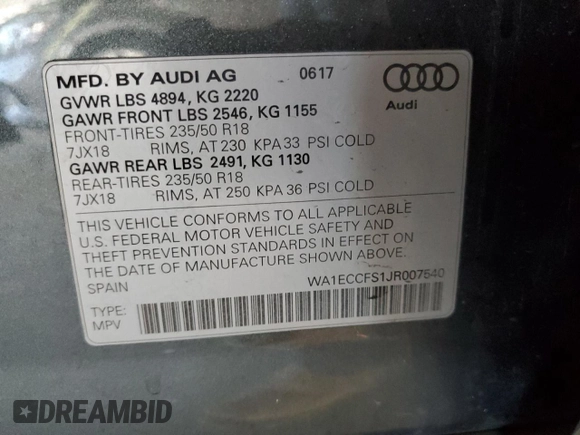 MFD. BY AUDI AG 0617
GVWR LBS 4894, KG 2220
GAWR FRONT LBS 2546, KG 1155
FRONT-TIRES 235/50 R18
7JX18 RIMS, AT 230 KPA 33 PSI COLD
GAWR REAR LBS 2491, KG 1130
REAR-TIRES 235/50 R18
7JX18 RIMS, AT 250 KPA 36 PSI COLD
Audi
THIS VEHICLE CONFORMS TO ALL APPLICABLE
U.S. FEDERAL MOTOR VEHICLE SAFETY AND
THEFT PREVENTION STANDARDS IN EFFECT ON
THE DATE OF MANUFACTURE SHOWN ABOVE.
SPAIN WA1ECCFS1JR007540
TYPE:
MPV
DREAMBID